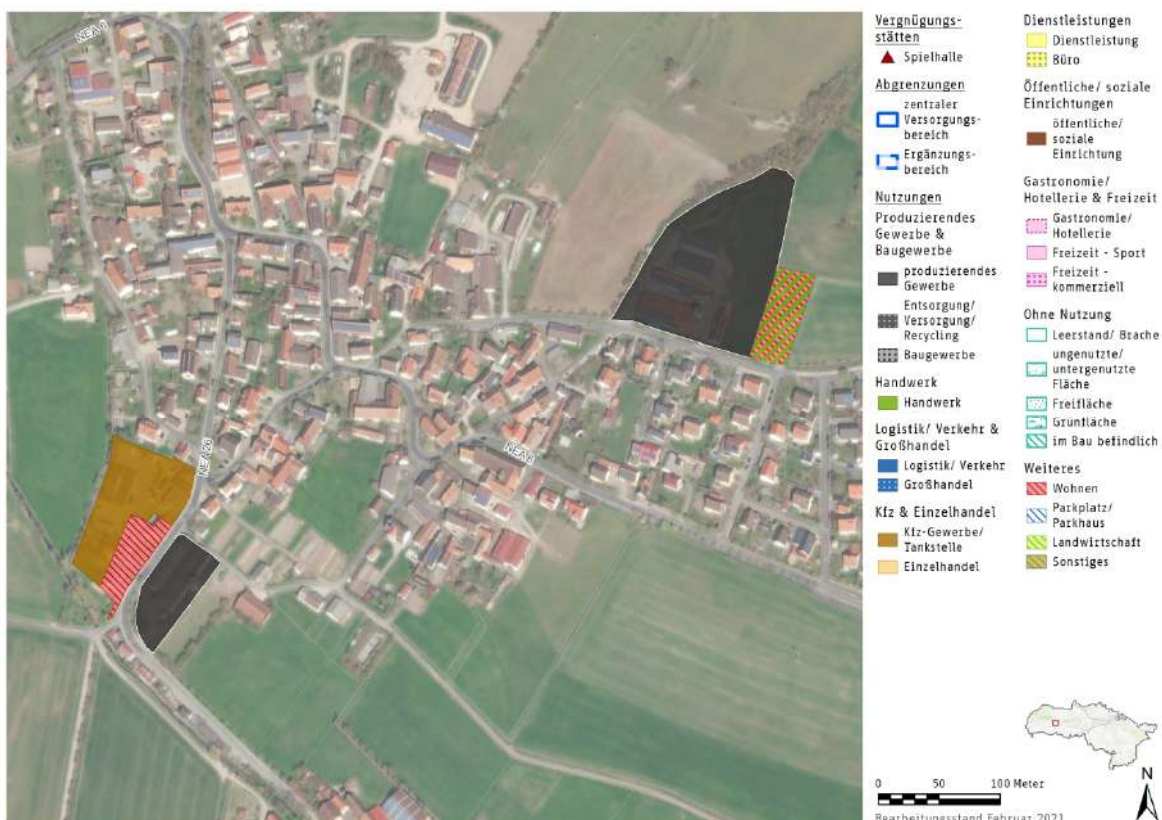 NEA 8
NEA 26
NEA 8
Vergnügungs-
stätten
Spielhalle
Abgrenzungen
zentraler
Versorgungs-
bereich
Ergänzungs-
bereich
Nutzungen
Produzierendes
Gewerbe &
Baugewerbe
produzierendes
Gewerbe
Entsorgung/
Versorgung/
Recycling
Baugewerbe
Handwerk
Handwerk
Logistik/ Verkehr &
Großhandel
Logistik/ Verkehr
Großhandel
Kfz & Einzelhandel
Kfz-Gewerbe/
Tankstelle
Einzelhandel
Dienstleistungen
Dienstleistung
Büro
Öffentliche/ soziale
Einrichtungen
öffentliche/
soziale
Einrichtung
Gastronomie/
Hotellerie & Freizeit
Gastronomie/
Hotellerie
Freizeit - Sport
Freizeit -
kommerziell
Ohne Nutzung
Leerstand/ Brache
ungenutzte/
untergenutzte
Fläche
Freifläche
Grünfläche
im Bau befindlich
Weiteres
Wohnen
Parkplatz/
Parkhaus
Landwirtschaft
Sonstiges
N
0 50 100 Meter
Bearbeitungsstand Februar 2021